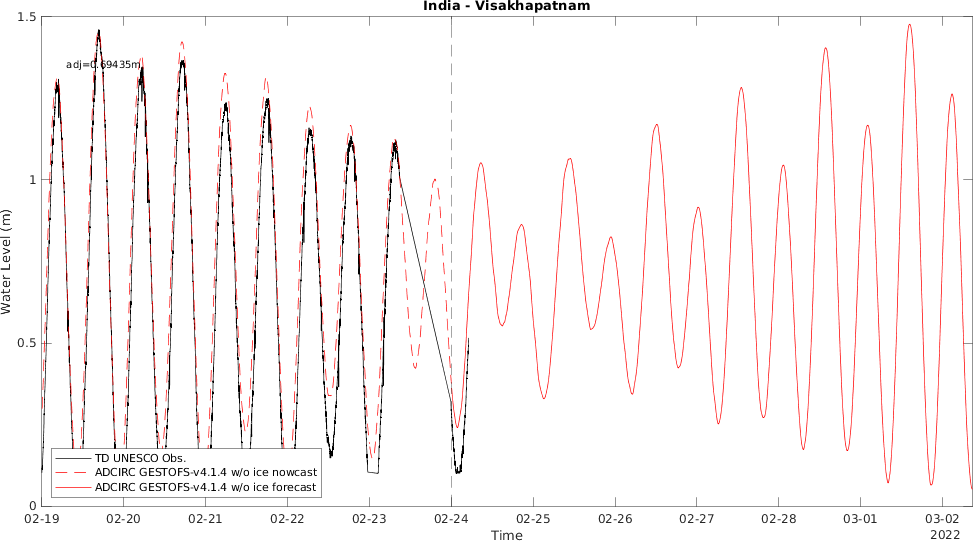 India - Visakhapatnam
1.5
adj=0.69435m
1
Water Level (m)
0.5
TD UNESCO Obs.
ADCIRC GESTOFS-v4.1.4 w/o ice nowcast
ADCIRC GESTOFS-v4.1.4 w/o ice forecast
0
02-19 02-20 02-21 02-22 02-23 02-24 02-25 02-26 02-27 02-28 03-01 03-02
Time 2022